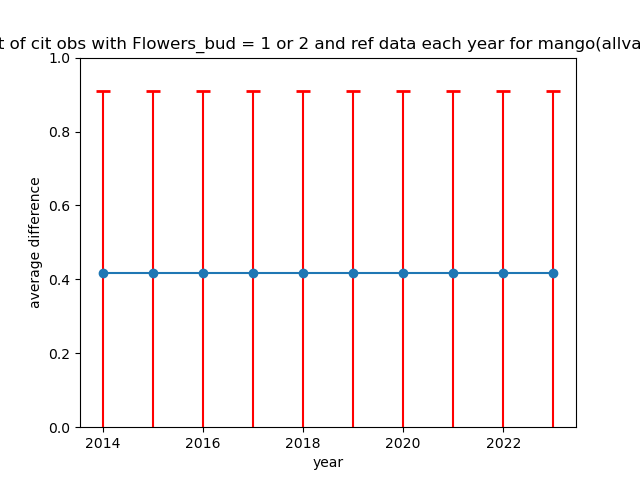 t of cit obs with Flowers_bud = 1 or 2 and ref data each year for mango(allva
1.0
0.8
0.6
0.4
0.2
0.0
average difference
2014 2016 2018 2020 2022
year